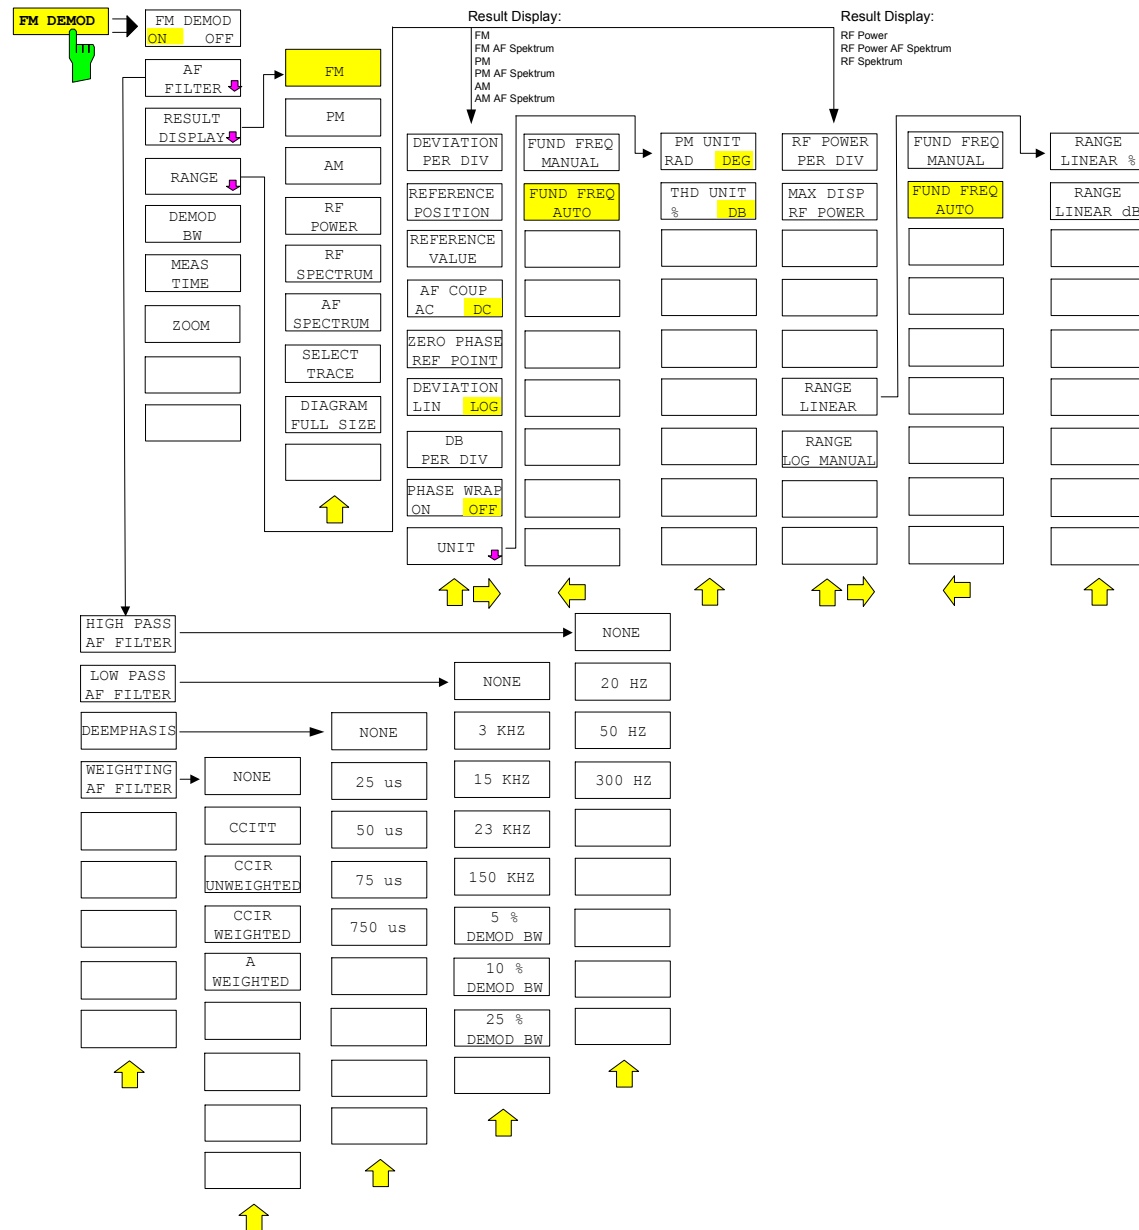 FM DEMOD
FM DEMOD
ON OFF
AF
FILTER
RESULT
DISPLAY
RANGE
DEMOD
BW
MEAS
TIME
ZOOM
FM
PM
AM
RF
POWER
RF
SPECTRUM
AF
SPECTRUM
SELECT
TRACE
DIAGRAM
FULL SIZE
Result Display:
FM
FM AF Spektrum
PM
PM AF Spektrum
AM
AM AF Spektrum
DEVIATION
PER DIV
REFERENCE
POSITION
REFERENCE
VALUE
AF COUP
AC DC
ZERO PHASE
REF POINT
DEVIATION
LIN LOG
DB
PER DIV
PHASE WRAP
ON OFF
UNIT
FUND FREQ
MANUAL
FUND FREQ
AUTO
PM UNIT
RAD DEG
THD UNIT
% DB
Result Display:
RF Power
RF Power AF Spektrum
RF Spektrum
RF POWER
PER DIV
MAX DISP
RF POWER
RANGE
LINEAR
RANGE
LOG MANUAL
FUND FREQ
MANUAL
FUND FREQ
AUTO
RANGE
LINEAR %
RANGE
LINEAR dB
HIGH PASS
AF FILTER
LOW PASS
AF FILTER
DEEMPHASIS
WEIGHTING
AF FILTER
NONE
CCITT
CCIR
UNWEIGHTED
CCIR
WEIGHTED
A
WEIGHTED
NONE
25 us
50 us
75 us
750 us
NONE
3 KHZ
15 KHZ
23 KHZ
150 KHZ
5 %
DEMOD BW
10 %
DEMOD BW
25 %
DEMOD BW
NONE
20 HZ
50 HZ
300 HZ